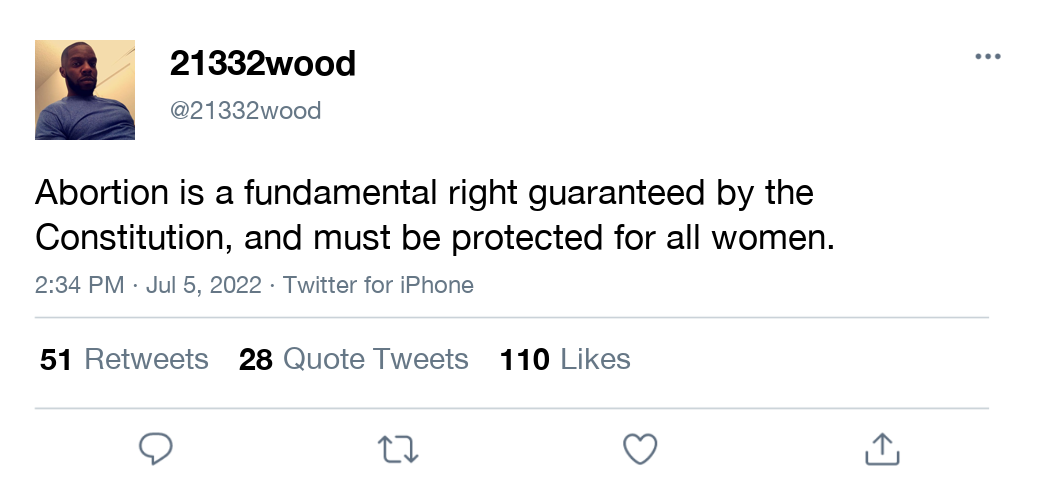 21332wood
@21332wood
Abortion is a fundamental right guaranteed by the
Constitution, and must be protected for all women.
2:34 PM · Jul 5, 2022 · Twitter for iPhone
51 Retweets 28 Quote Tweets 110 Likes